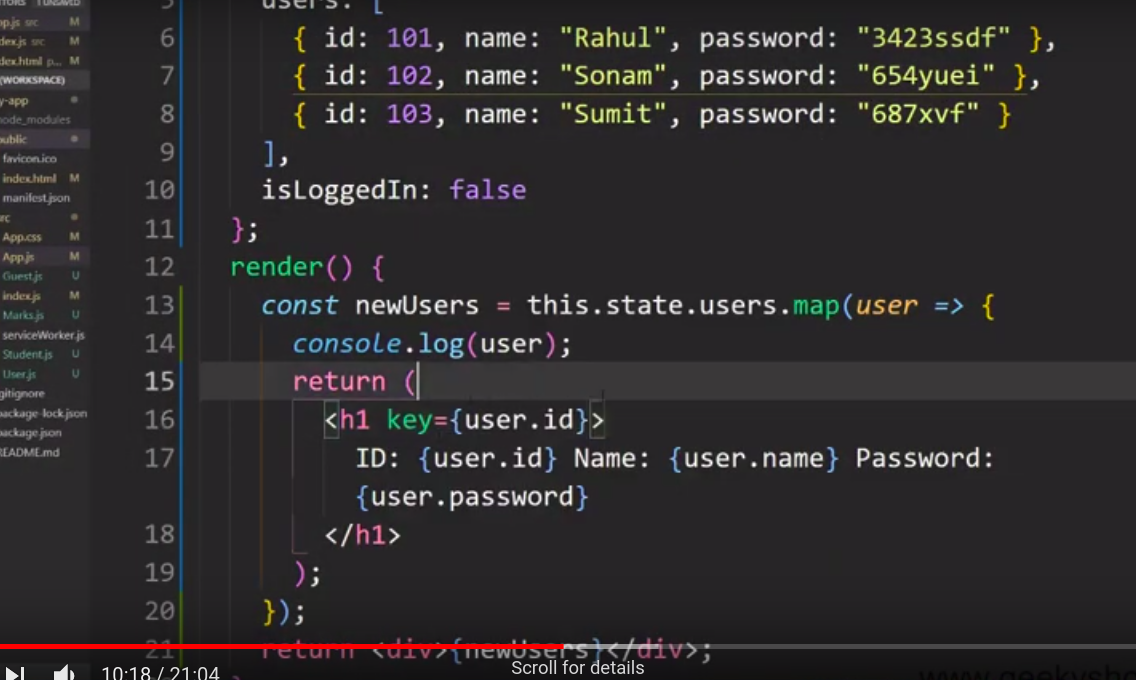 TORS 1 UNSAVED
pp.js src M
dex.js src M
dex.html p... M
(WORKSPACE)
y-app
node_modules
public
favicon.ico
index.html M
manifest.json
rc
App.css M
App.js M
Guest.js U
index.js M
Marks.js U
serviceWorker.js
Student.js U
User.js U
gitignore
package-lock.json
package.json
README.md
5 users: [
6 { id: 101, name: "Rahul", password: "3423ssdf" },
7 { id: 102, name: "Sonam", password: "654yuei" },
8 { id: 103, name: "Sumit", password: "687xvf" }
9 ],
10 isLoggedIn: false
11 };
12 render() {
13 const newUsers = this.state.users.map(user => {
14 console.log(user);
15 return (
16 <h1 key={user.id}>
17 ID: {user.id} Name: {user.name} Password:
{user.password}
18 </h1>
19 );
20 });
21 return <div>{newUsers}</div>;
10:18 / 21:04
Scroll for details